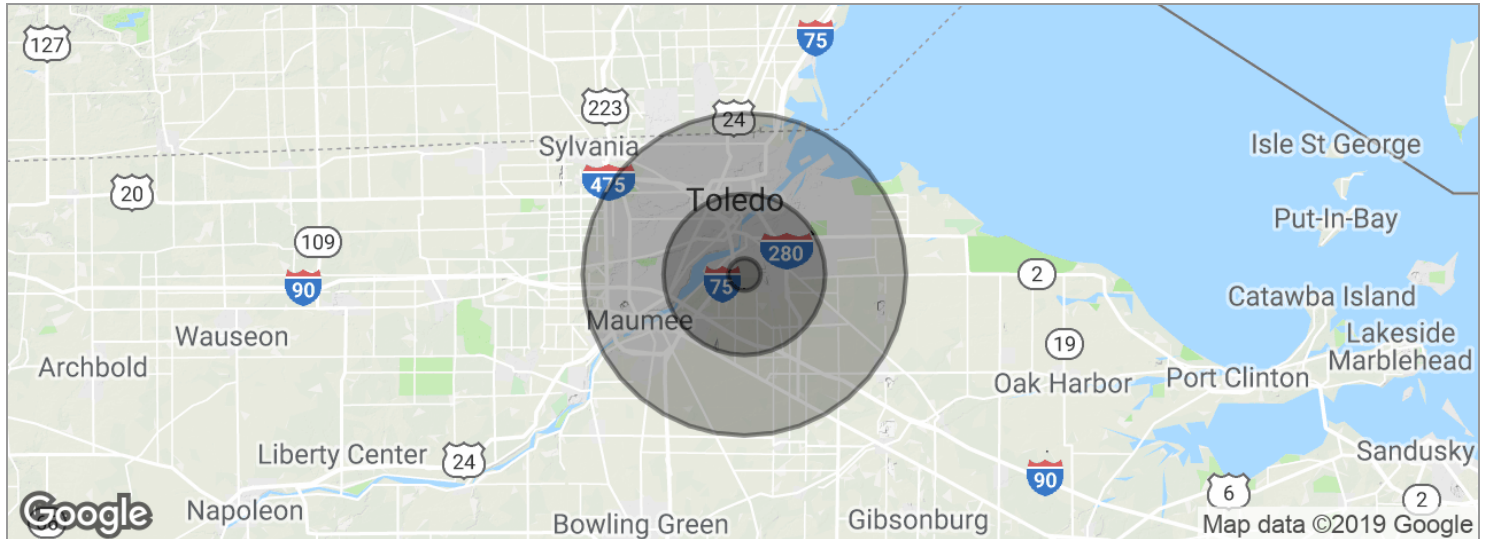 127
75
223
24
Sylvania
Isle St George
475
20
Toledo
Put-In-Bay
109
280
2
90
75
Catawba Island
Maumee
Wauseon
Lakeside
Marblehead
19
Archbold
Oak Harbor
Port Clinton
Liberty Center
24
Sandusky
90
6
2
Napoleon
Google
Bowling Green
Gibsonburg
Map data ©2019 Google